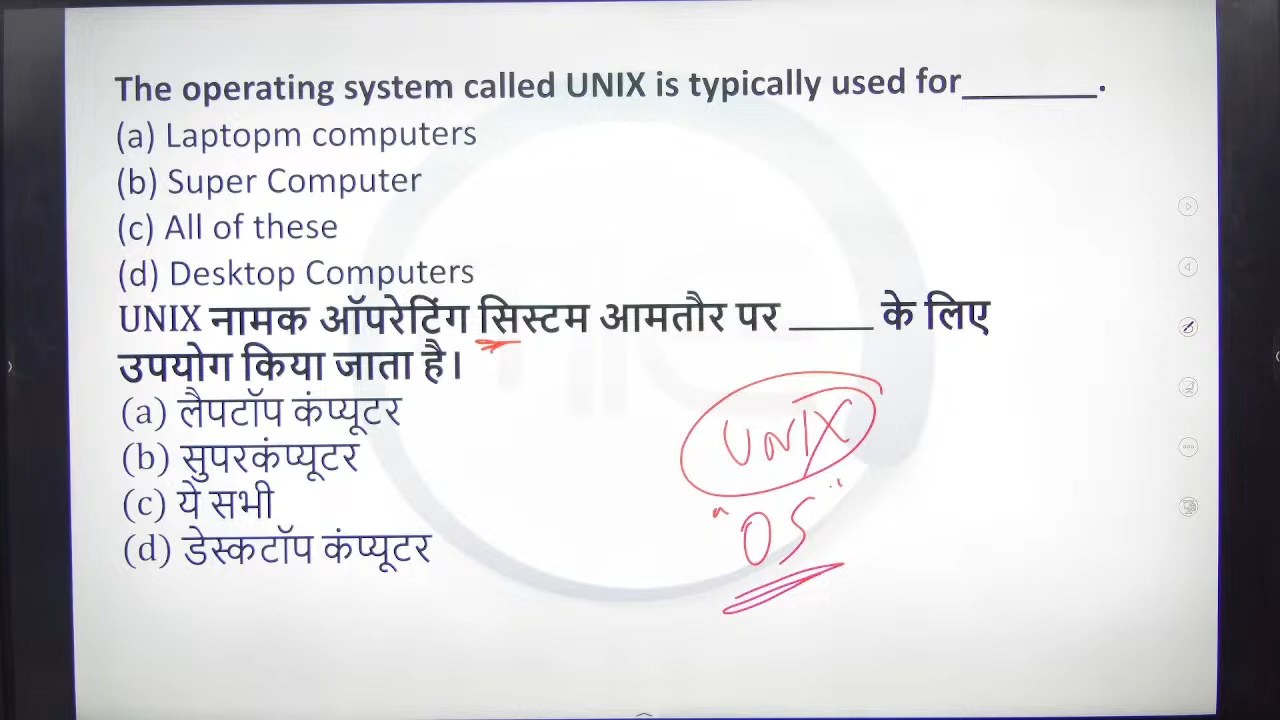 The operating system called UNIX is typically used for________.
(a) Laptopm computers
(b) Super Computer
(c) All of these
(d) Desktop Computers
UNIX नामक ऑपरेटिंग सिस्टम आमतौर पर _____ के लिए
उपयोग किया जाता है।
(a) लैपटॉप कंप्यूटर
(b) सुपरकंप्यूटर
(c) ये सभी
(d) डेस्कटॉप कंप्यूटर
UNIX
"OS"